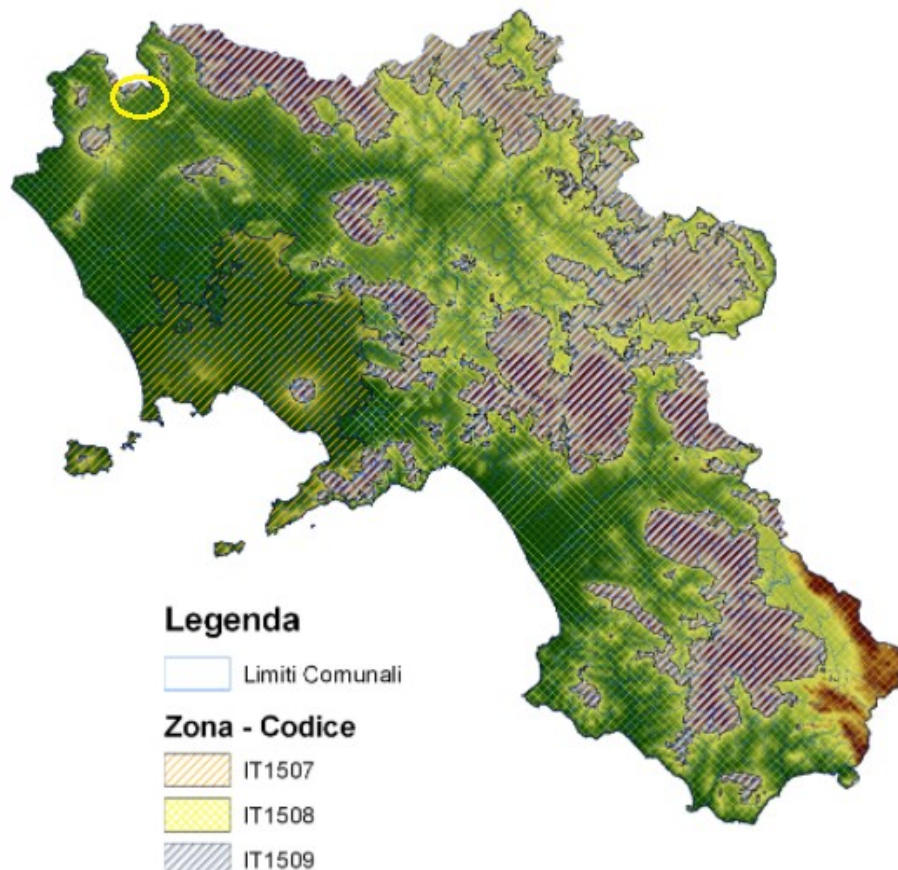 Legenda
Limiti Comunali
Zona - Codice
IT1507
IT1508
IT1509